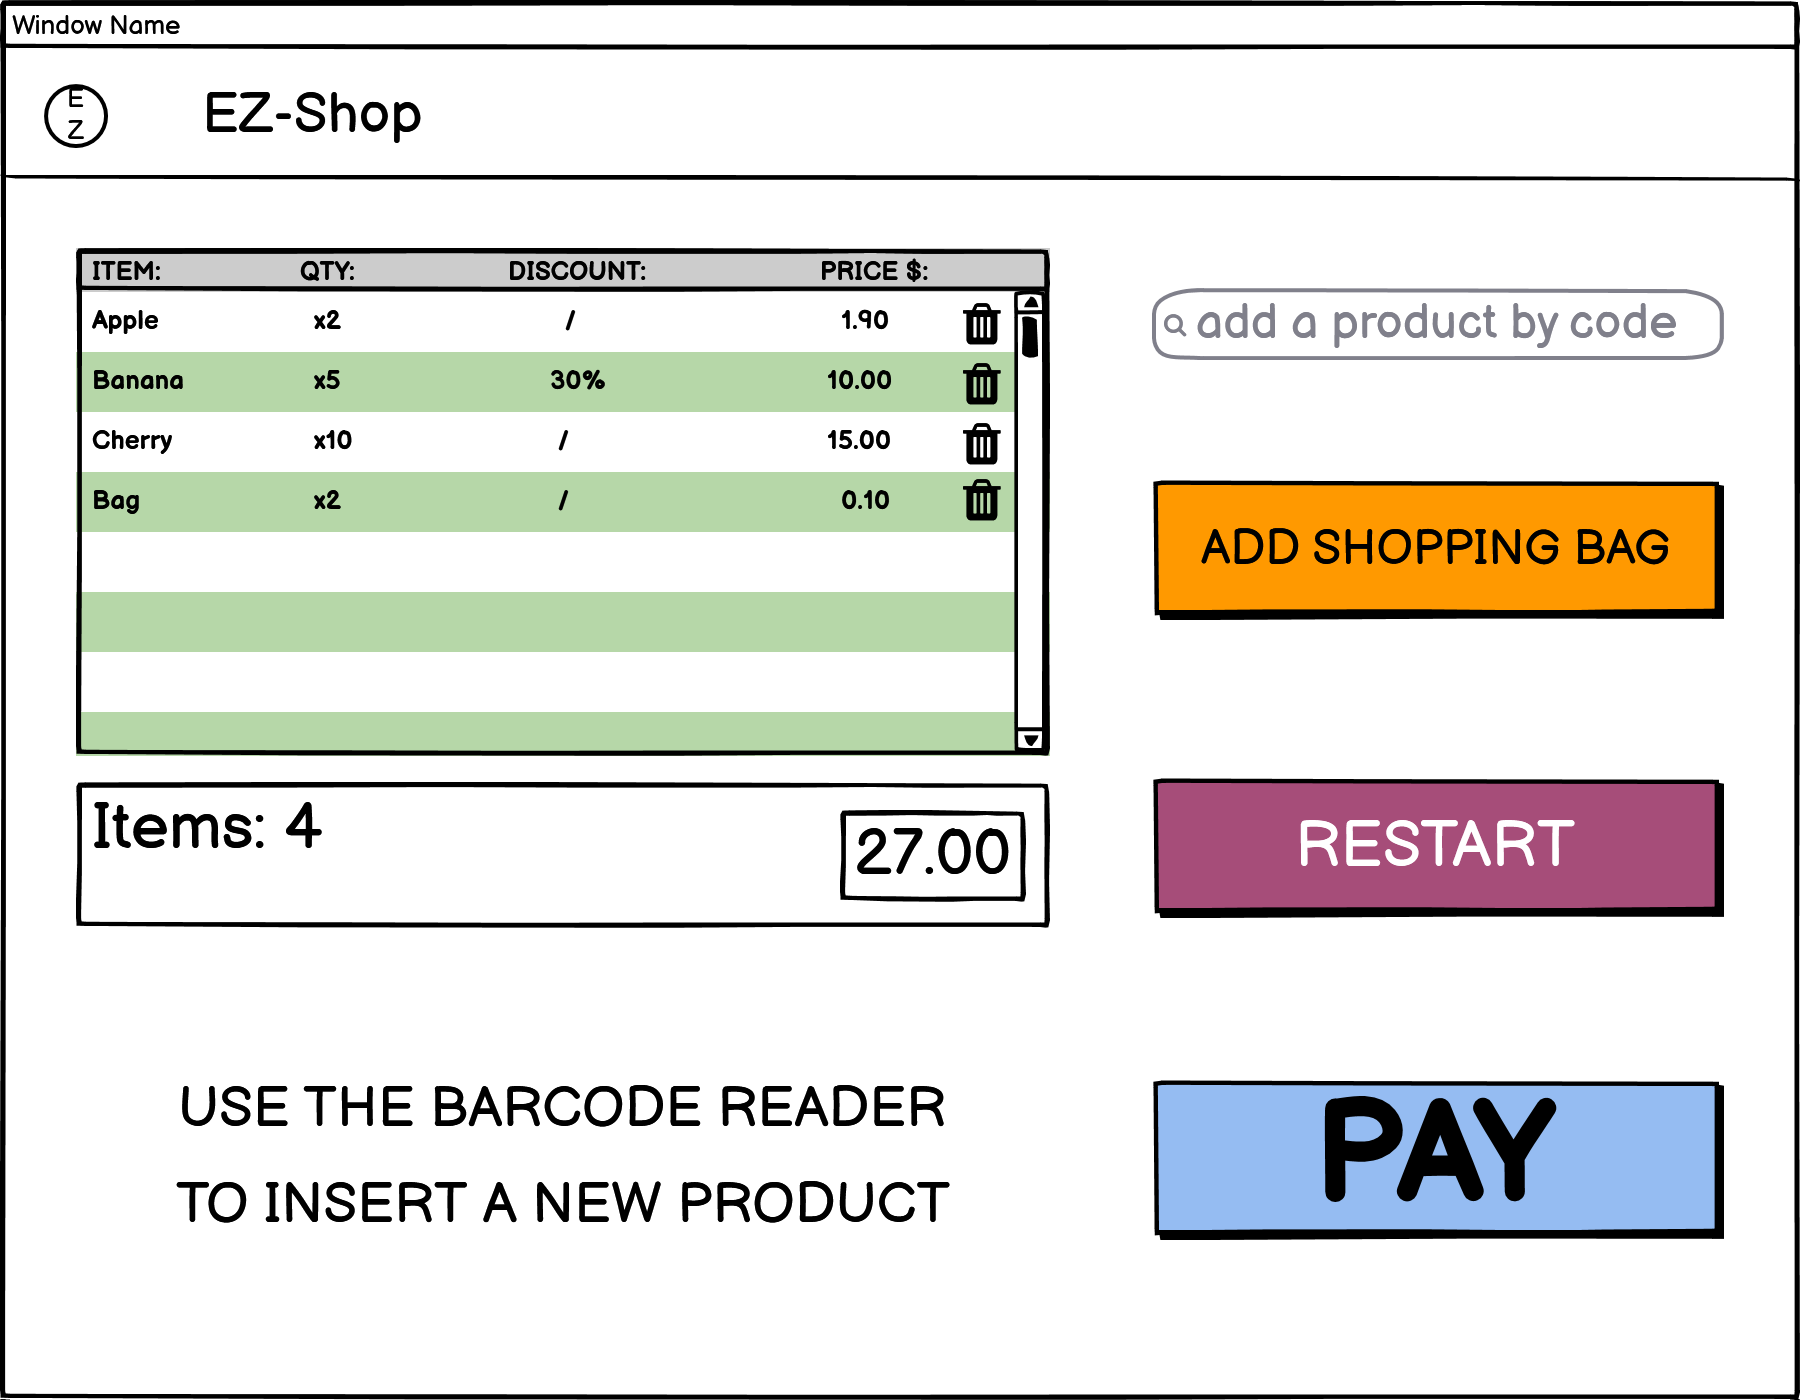 Window Name
E
Z
EZ-Shop
ITEM: QTY: DISCOUNT: PRICE $:
Apple x2 / 1.90
Banana x5 30% 10.00
Cherry x10 / 15.00
Bag x2 / 0.10
Items: 4
27.00
USE THE BARCODE READER
TO INSERT A NEW PRODUCT
add a product by code
ADD SHOPPING BAG
RESTART
PAY